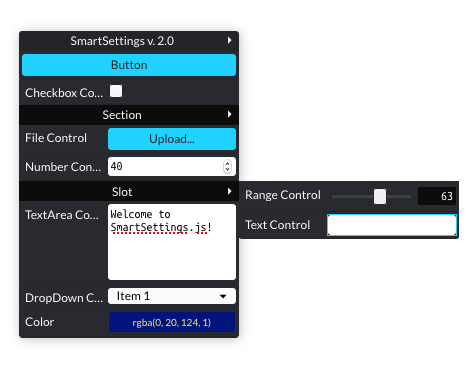 SmartSettings v. 2.0
Button
Checkbox Co...
Section
File Control Upload...
Number Con... 40
Slot
Range Control 63
TextArea Co... Welcome to
SmartSettings.js!
Text Control
DropDown C... Item 1
Color rgba(0, 20, 124, 1)